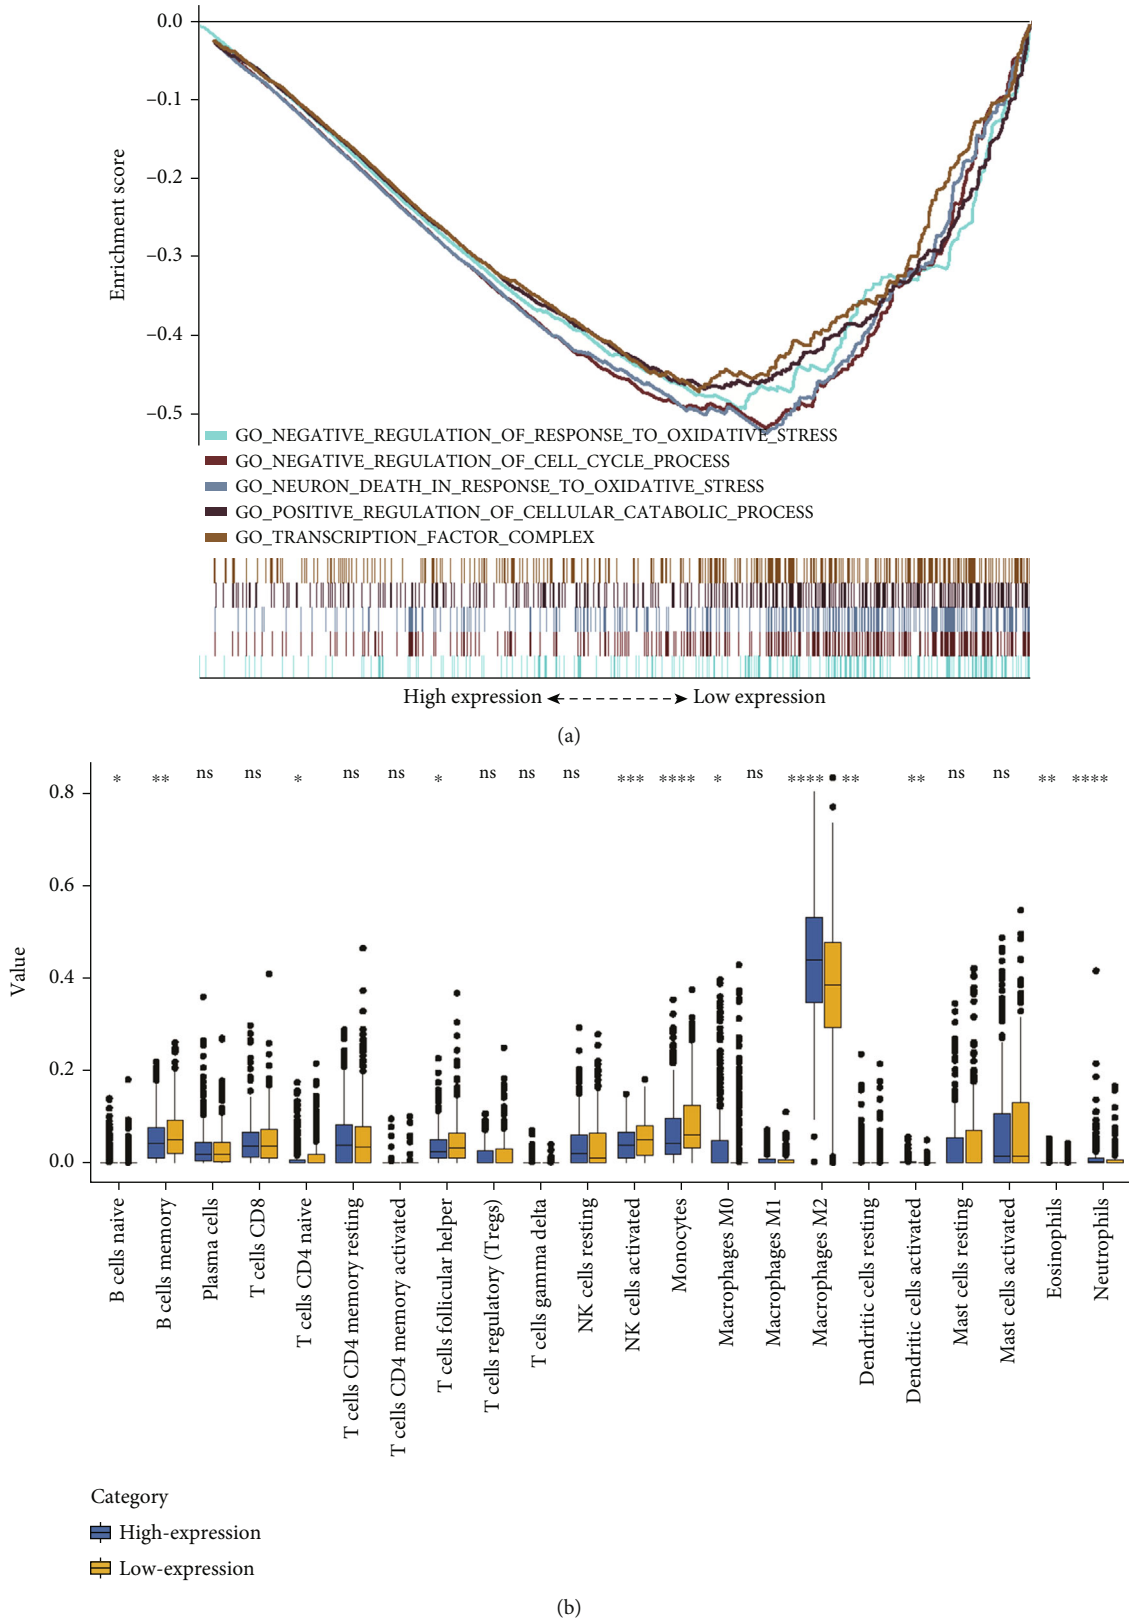 0.0
–0.1
–0.2
–0.3
–0.4
–0.5
Enrichment score
GO_NEGATIVE_REGULATION_OF_RESPONSE_TO_OXIDATIVE_STRESS
GO_NEGATIVE_REGULATION_OF_CELL_CYCLE_PROCESS
GO_NEURON_DEATH_IN_RESPONSE_TO_OXIDATIVE_STRESS
GO_POSITIVE_REGULATION_OF_CELLULAR_CATABOLIC_PROCESS
GO_TRANSCRIPTION_FACTOR_COMPLEX
High expression Low expression
(a)
* ** ns ns * ns ns * ns ns ns *** **** * ns **** ** ** ns ns ** ****
0.8
0.6
0.4
0.2
0.0
Value
B cells naive
B cells memory
Plasma cells
T cells CD8
T cells CD4 naive
T cells CD4 memory resting
T cells CD4 memory activated
T cells follicular helper
T cells regulatory (Tregs)
T cells gamma delta
NK cells resting
NK cells activated
Monocytes
Macrophages M0
Macrophages M1
Macrophages M2
Dendritic cells resting
Dendritic cells activated
Mast cells resting
Mast cells activated
Eosinophils
Neutrophils
Category
High-expression
Low-expression
(b)